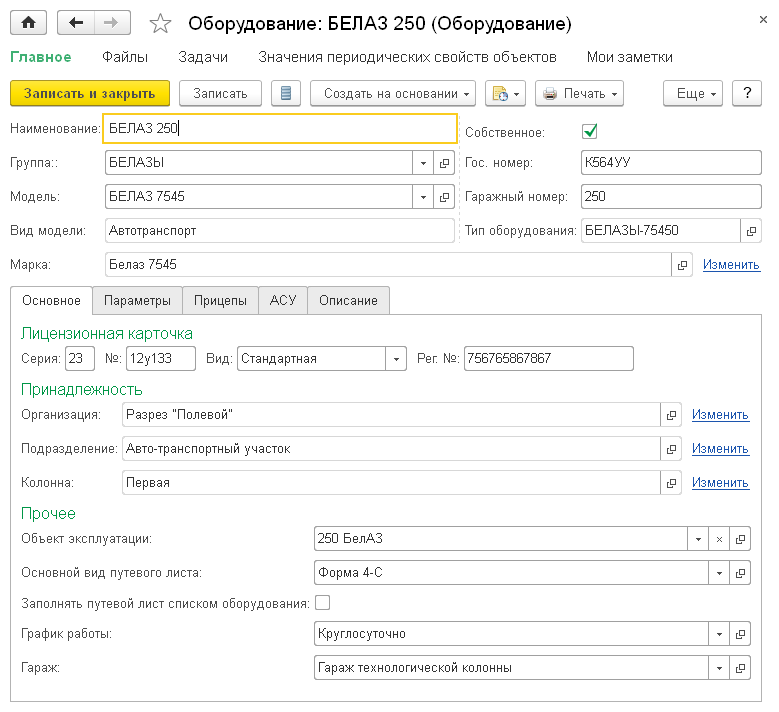 Оборудование: БЕЛАЗ 250 (Оборудование)
Главное Файлы Задачи Значения периодических свойств объектов Мои заметки
Записать и закрыть Записать Создать на основании Печать Еще ?
Наименование: БЕЛАЗ 250 Собственное:
Группа:: БЕЛАЗЫ Гос. номер: К564УУ
Модель: БЕЛАЗ 7545 Гаражный номер: 250
Вид модели: Автотранспорт Тип оборудования: БЕЛАЗЫ-75450
Марка: Белаз 7545 Изменить
Основное Параметры Прицепы АСУ Описание
Лицензионная карточка
Серия: 23 №: 12у133 Вид: Стандартная Рег. №: 756765867867
Принадлежность
Организация: Разрез "Полевой" Изменить
Подразделение: Авто-транспортный участок Изменить
Колонна: Первая Изменить
Прочее
Объект эксплуатации: 250 БелАЗ
Основной вид путевого листа: Форма 4-С
Заполнять путевой лист списком оборудования:
График работы: Круглосуточно
Гараж: Гараж технологической колонны